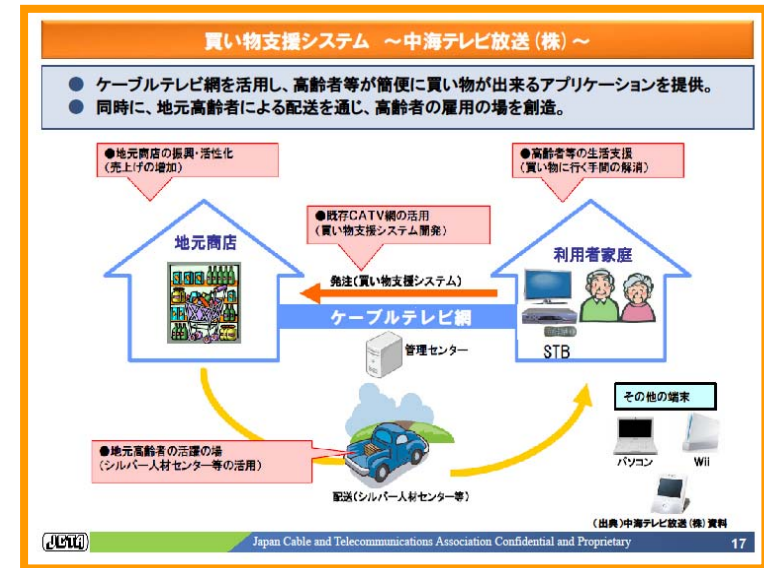 買い物支援システム ～中海テレビ放送(株)～
● ケーブルテレビ網を活用し、高齢者等が簡便に買い物が出来るアプリケーションを提供。
● 同時に、地元高齢者による配送を通じ、高齢者の雇用の場を創造。
●地元商店の振興・活性化
(売上げの増加)
●高齢者等の生活支援
(買い物に行く手間の解消)
●既存CATV網の活用
(買い物支援システム開発)
地元商店
利用者家庭
発注(買い物支援システム)
ケーブルテレビ網
STB
管理センター
その他の端末
パソコン
Wii
●地元高齢者の活躍の場
(シルバー人材センター等の活用)
配送(シルバー人材センター等)
(出典)中海テレビ放送(株)資料
JCTA
Japan Cable and Telecommunications Association Confidential and Proprietary
17